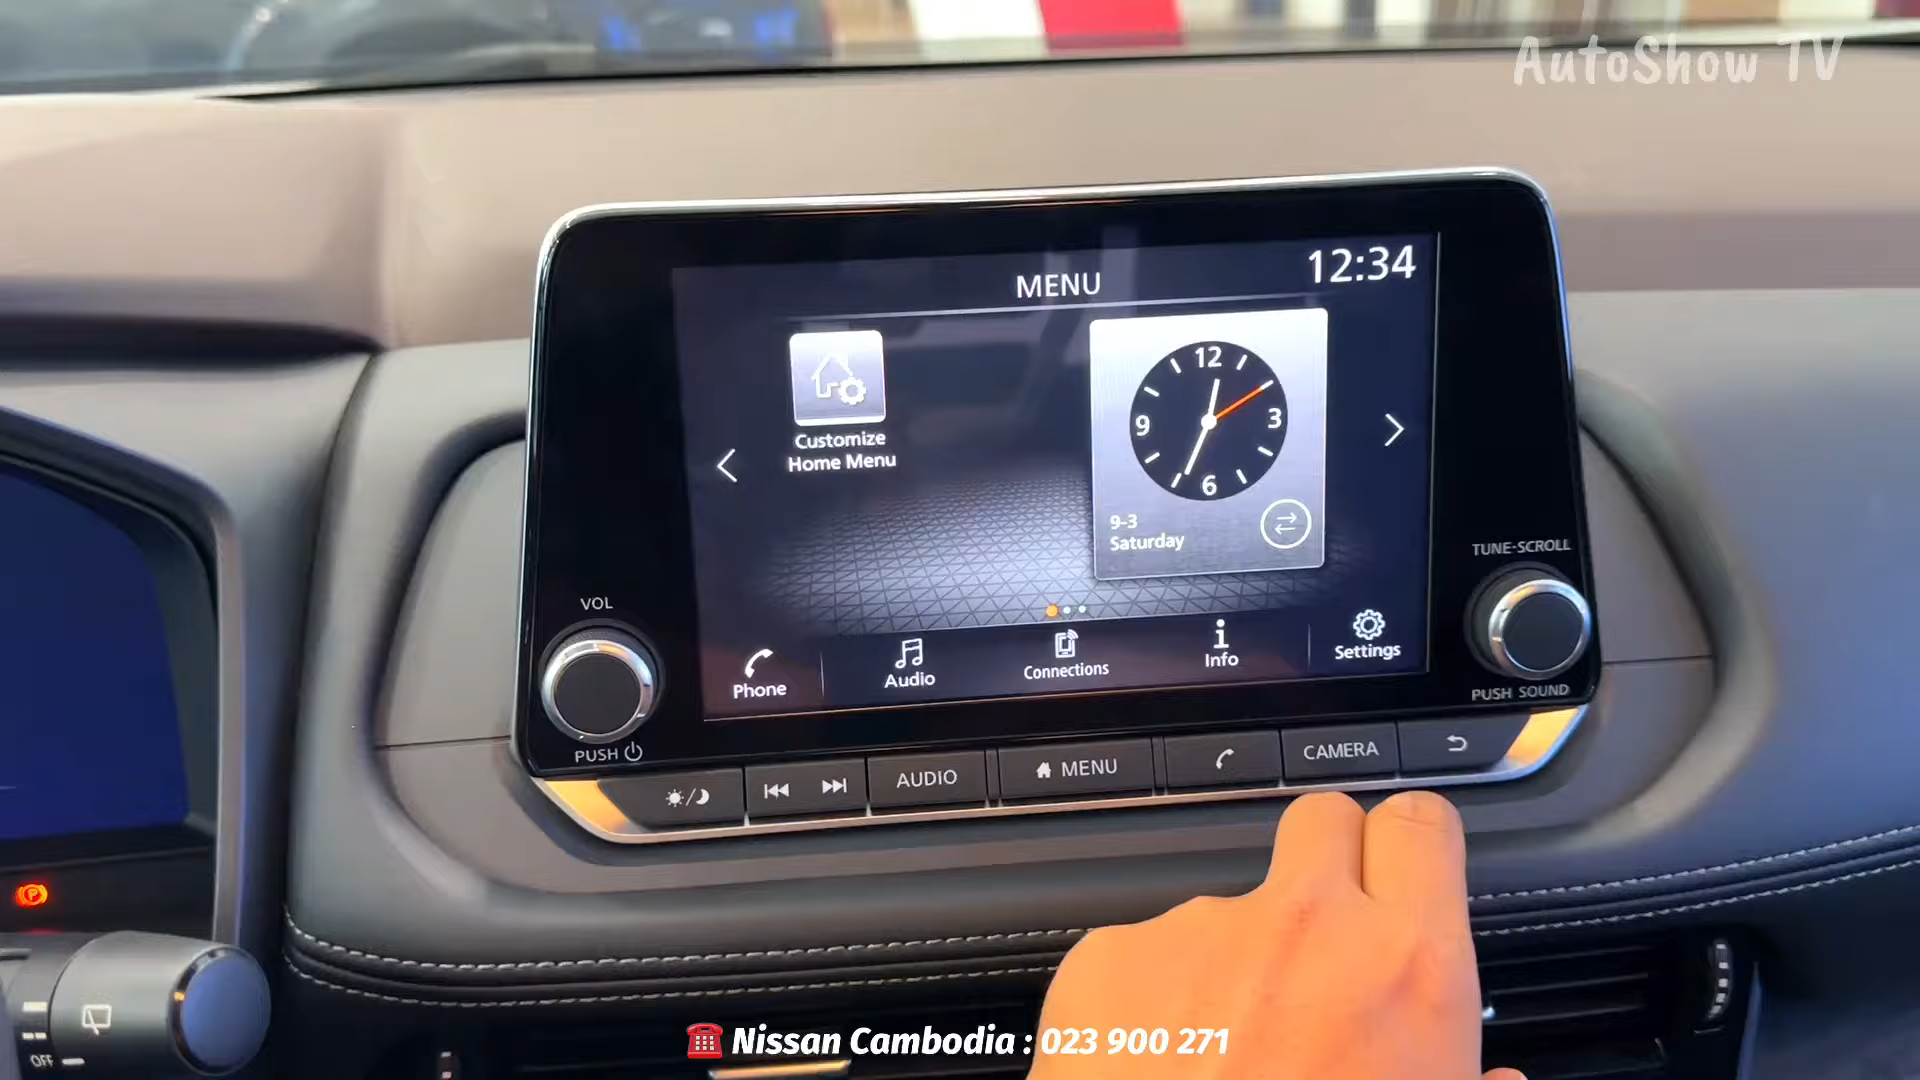 AutoShow TV
MENU
12:34
Customize
Home Menu
12
9
3
6
9-3
Saturday
Phone
Audio
Connections
Info
Settings
VOL
PUSH
TUNE·SCROLL
PUSH SOUND
AUDIO
MENU
CAMERA
P
OFF
Nissan Cambodia : 023 900 271